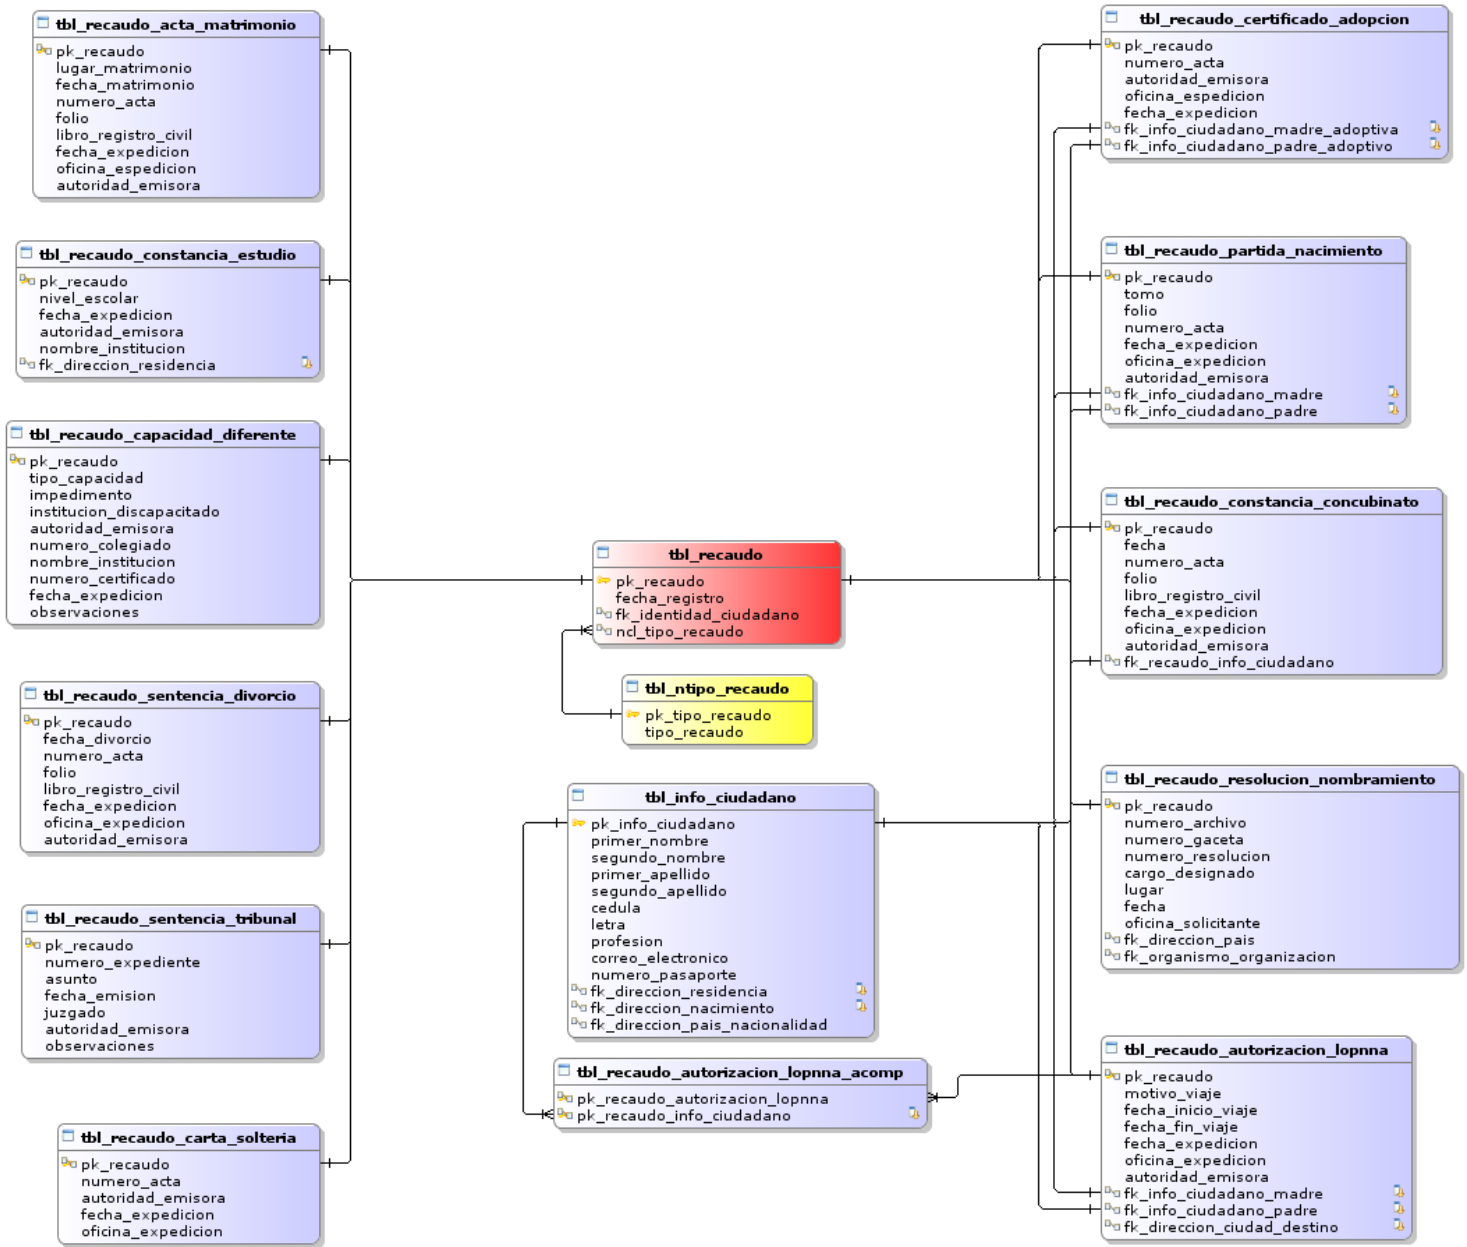 tbl_recaudo_acta_matrimonio
pk_recaudo
lugar_matrimonio
fecha_matrimonio
numero_acta
folio
libro_registro_civil
fecha_expedicion
oficina_espedicion
autoridad_emisora
tbl_recaudo_constancia_estudio
pk_recaudo
nivel_escolar
fecha_expedicion
autoridad_emisora
nombre_institucion
fk_direccion_residencia
tbl_recaudo_capacidad_diferente
pk_recaudo
tipo_capacidad
impedimento
institucion_discapacitado
autoridad_emisora
numero_colegiado
nombre_institucion
numero_certificado
fecha_expedicion
observaciones
tbl_recaudo_sentencia_divorcio
pk_recaudo
fecha_divorcio
numero_acta
folio
libro_registro_civil
fecha_expedicion
oficina_expedicion
autoridad_emisora
tbl_recaudo_sentencia_tribunal
pk_recaudo
numero_expediente
asunto
fecha_emision
juzgado
autoridad_emisora
observaciones
tbl_recaudo_carta_solteria
pk_recaudo
numero_acta
autoridad_emisora
fecha_expedicion
oficina_expedicion
tbl_recaudo
pk_recaudo
fecha_registro
fk_identidad_ciudadano
ncl_tipo_recaudo
tbl_ntipo_recaudo
pk_tipo_recaudo
tipo_recaudo
tbl_info_ciudadano
pk_info_ciudadano
primer_nombre
segundo_nombre
primer_apellido
segundo_apellido
cedula
letra
profesion
correo_electronico
numero_pasaporte
fk_direccion_residencia
fk_direccion_nacimiento
fk_direccion_pais_nacionalidad
tbl_recaudo_autorizacion_lopnna_acomp
pk_recaudo_autorizacion_lopnna
pk_recaudo_info_ciudadano
tbl_recaudo_certificado_adopcion
pk_recaudo
numero_acta
autoridad_emisora
oficina_espedicion
fecha_expedicion
fk_info_ciudadano_madre_adoptiva
fk_info_ciudadano_padre_adoptivo
tbl_recaudo_partida_nacimiento
pk_recaudo
tomo
folio
numero_acta
fecha_expedicion
oficina_expedicion
autoridad_emisora
fk_info_ciudadano_madre
fk_info_ciudadano_padre
tbl_recaudo_constancia_concubinato
pk_recaudo
fecha
numero_acta
folio
libro_registro_civil
fecha_expedicion
oficina_expedicion
autoridad_emisora
fk_recaudo_info_ciudadano
tbl_recaudo_resolucion_nombramiento
pk_recaudo
numero_archivo
numero_gaceta
numero_resolucion
cargo_designado
lugar
fecha
oficina_solicitante
fk_direccion_pais
fk_organismo_organizacion
tbl_recaudo_autorizacion_lopnna
pk_recaudo
motivo_viaje
fecha_inicio_viaje
fecha_fin_viaje
fecha_expedicion
oficina_expedicion
autoridad_emisora
fk_info_ciudadano_madre
fk_info_ciudadano_padre
fk_direccion_ciudad_destino